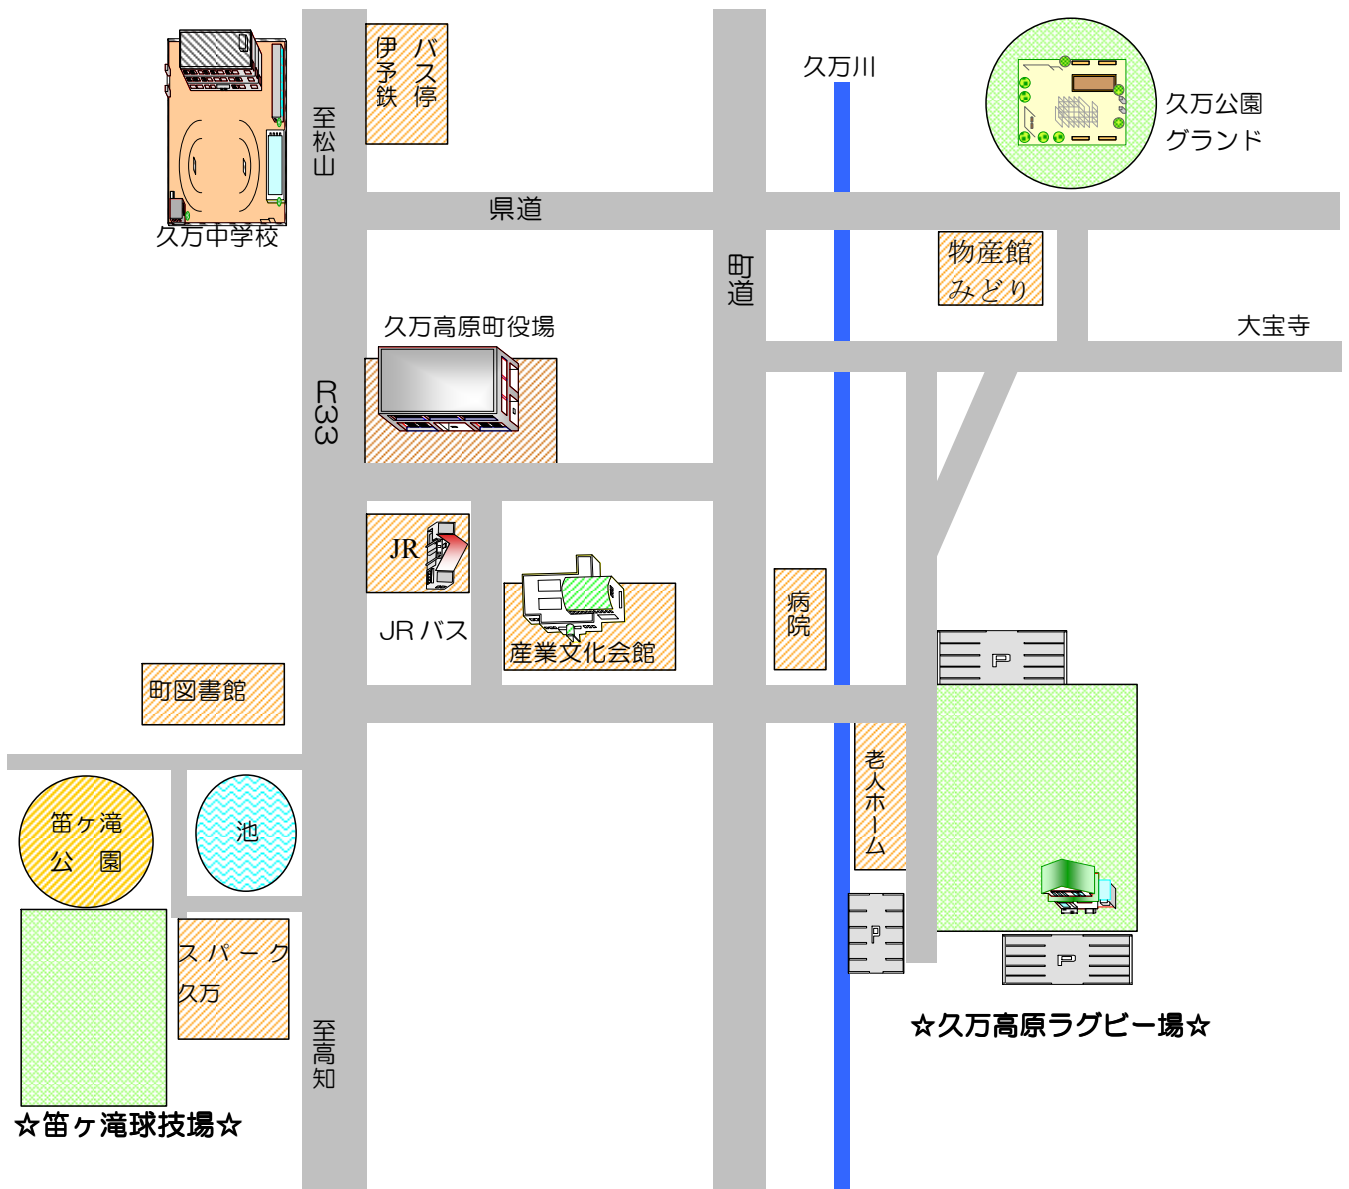 伊予鉄
バス停
久万川
久万公園
グランド
至松山
県道
久万中学校
町道
物産館
みどり
大宝寺
久万高原町役場
R33
JR
JRバス
産業文化会館
病院
P
町図書館
老人ホーム
笛ヶ滝
公 園
池
スパーク
久万
P
P
☆久万高原ラグビー場☆
至高知
☆笛ヶ滝球技場☆